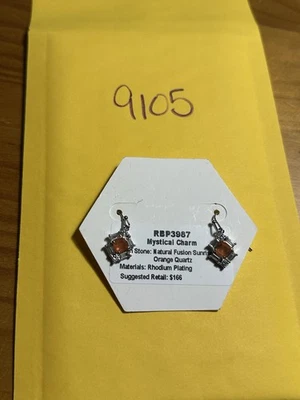 9105
RBP3987
Mystical Charm
Stone: Natural Fusion Sunn
Orange Quartz
Materials: Rhodium Plating
Suggested Retail: $166